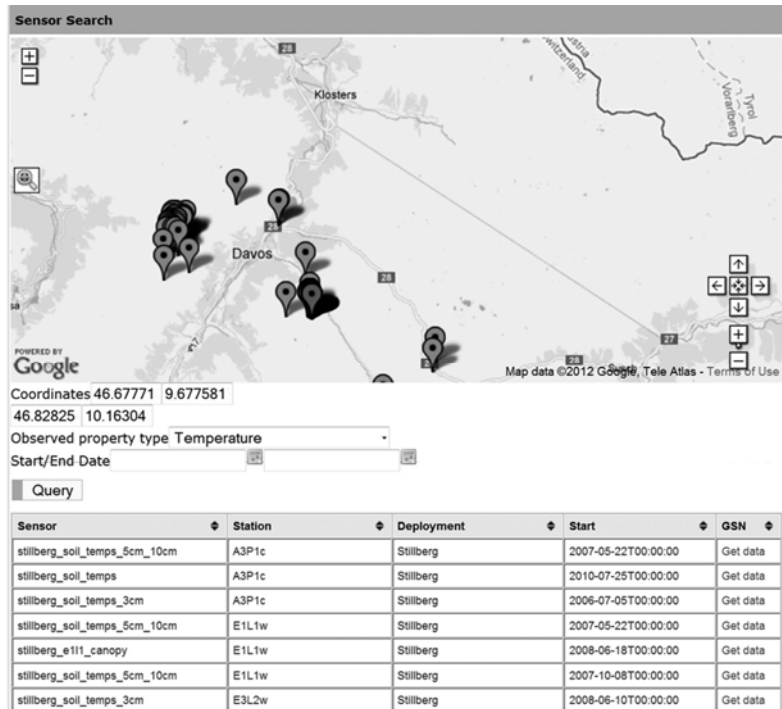 Sensor Search
28
Klosters
Austria
Switzerland
Tyrol
Vorarlberg
28
Davos
28
27
28
POWERED BY
Google
Map data ©2012 Google, Tele Atlas - Terms of Use
Coordinates 46.67771 9.677581
46.82825 10.16304
Observed property type Temperature
Start/End Date
Query
Sensor Station Deployment Start GSN
stillberg_soil_temps_5cm_10cm A3P1c Stillberg 2007-05-22T00:00:00 Get data
stillberg_soil_temps A3P1c Stillberg 2010-07-25T00:00:00 Get data
stillberg_soil_temps_3cm A3P1c Stillberg 2006-07-05T00:00:00 Get data
stillberg_soil_temps_5cm_10cm E1L1w Stillberg 2007-05-22T00:00:00 Get data
stillberg_e1l1_canopy E1L1w Stillberg 2008-06-18T00:00:00 Get data
stillberg_soil_temps_5cm_10cm E1L1w Stillberg 2007-10-08T00:00:00 Get data
stillberg_soil_temps_3cm E3L2w Stillberg 2008-06-10T00:00:00 Get data